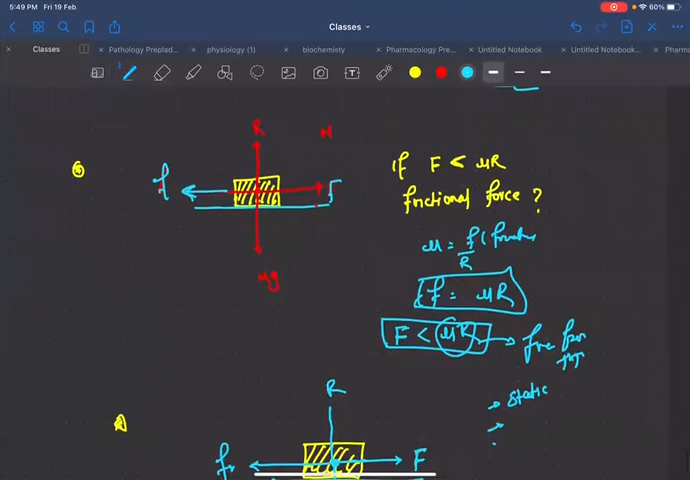 5:49 PM Fri 19 Feb
60%
Classes
Classes
Pathology Preplad...
physiology (1)
biochemisty
Pharmacology Pre...
Untitled Notebook
Untitled Notebook...
Pharma
R
M
f
F
Mg
if F < μR
frictional force ?
μ = f
R
f = μR
F < μR
→ static
→
R
F